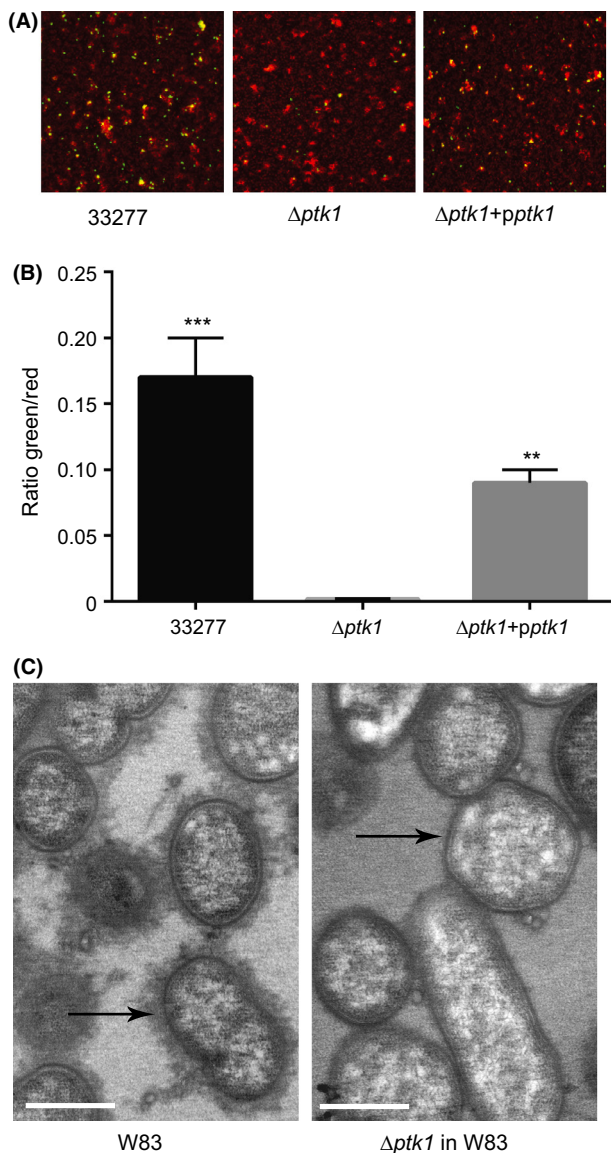 (A)
33277 Δptk1 Δptk1+pptk1
(B)
Ratio green/red
0.25
0.20
0.15
0.10
0.05
0
***
**
33277 Δptk1 Δptk1+pptk1
(C)
W83 Δptk1 in W83